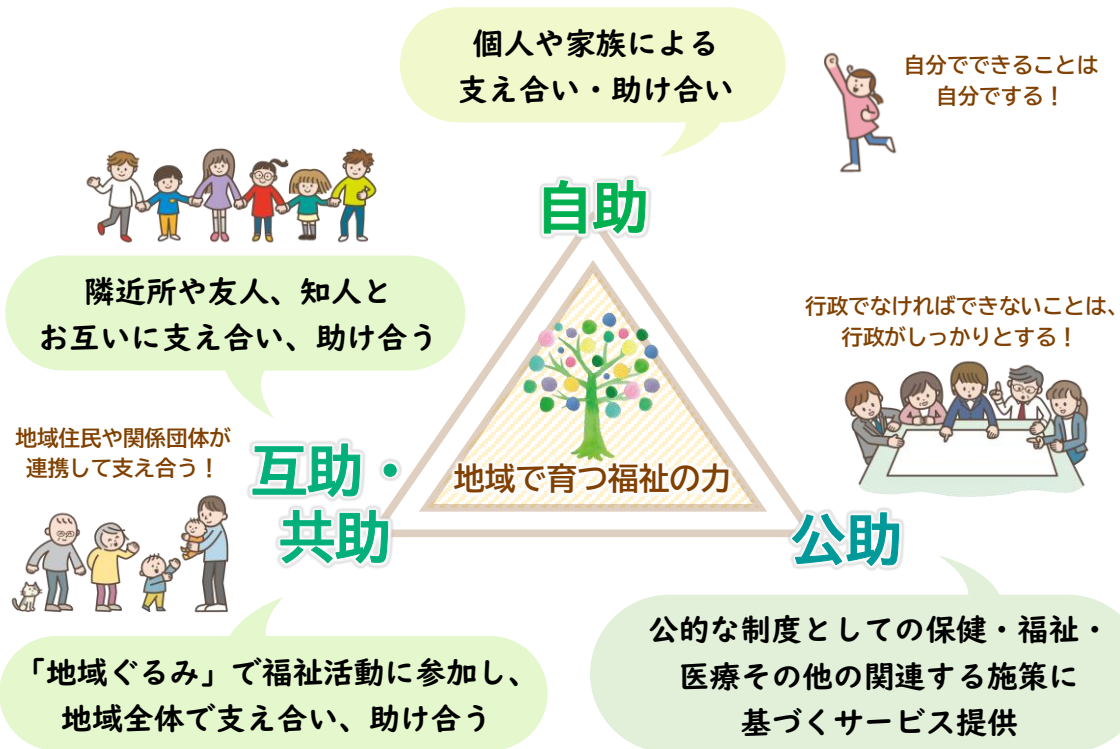 個人や家族による
支え合い・助け合い
自分でできることは
自分でする！
自助
隣近所や友人、知人と
お互いに支え合い、助け合う
行政でなければできないことは、
行政がしっかりとする！
地域住民や関係団体が
連携して支え合う！
互助・
共助
地域で育つ福祉の力
公助
「地域ぐるみ」で福祉活動に参加し、
地域全体で支え合い、助け合う
公的な制度としての保健・福祉・
医療その他の関連する施策に
基づくサービス提供